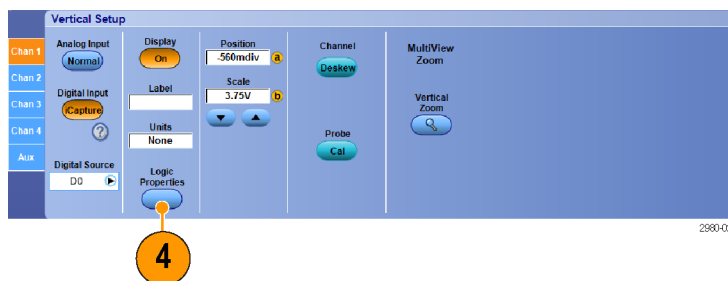 Vertical Setup
Chan 1
Chan 2
Chan 3
Chan 4
Aux
Analog Input
Normal
Digital Input
iCapture
?
Digital Source
D0
Display
On
Label
Units
None
Logic
Properties
Position
-560mdiv
a
Scale
3.75V
b
Channel
Deskew
Probe
Cal
MultiView
Zoom
Vertical
Zoom
4